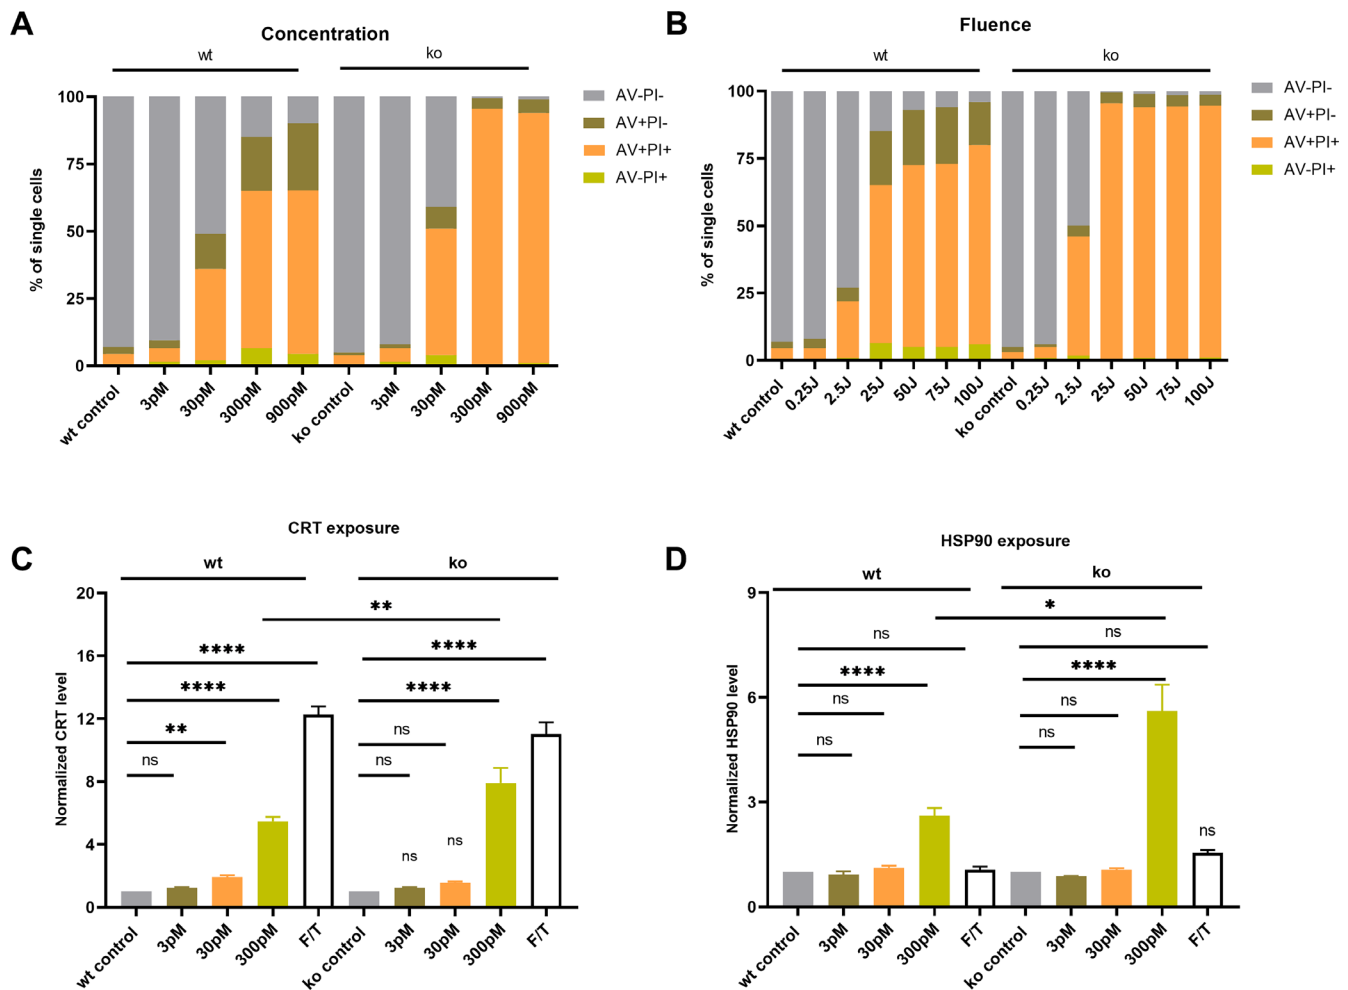 A
Concentration
wt
ko
% of single cells
100
75
50
25
0
wt control
3pM
30pM
300pM
900pM
ko control
3pM
30pM
300pM
900pM
AV-PI-
AV+PI-
AV+PI+
AV-PI+
B
Fluence
wt
ko
% of single cells
100
75
50
25
0
wt control
0.25J
2.5J
25J
50J
75J
100J
ko control
0.25J
2.5J
25J
50J
75J
100J
AV-PI-
AV+PI-
AV+PI+
AV-PI+
C
CRT exposure
wt
ko
Normalized CRT level
20
16
12
8
4
0
**
****
****
****
****
**
ns
ns
ns
ns
ns
wt control
3pM
30pM
300pM
F/T
ko control
3pM
30pM
300pM
F/T
D
HSP90 exposure
wt
ko
Normalized HSP90 level
9
6
3
0
*
ns
ns
****
****
ns
ns
ns
ns
ns
wt control
3pM
30pM
300pM
F/T
ko control
3pM
30pM
300pM
F/T